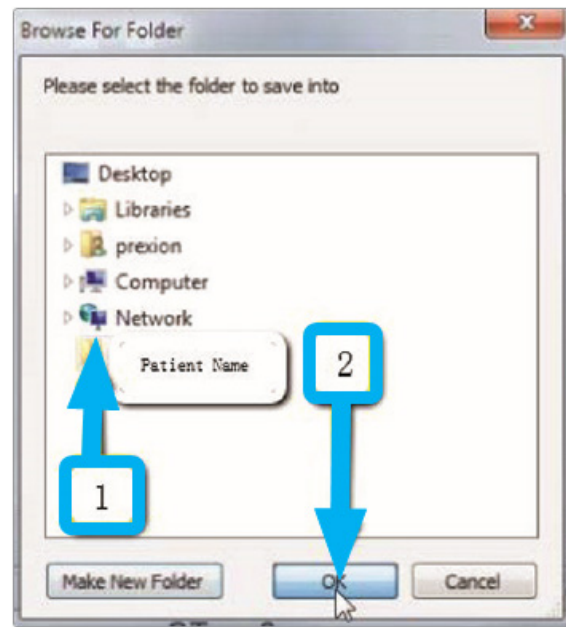 Browse For Folder
Please select the folder to save into
Desktop
Libraries
prexion
Computer
Network
Patient Name
2
1
Make New Folder
OK
Cancel